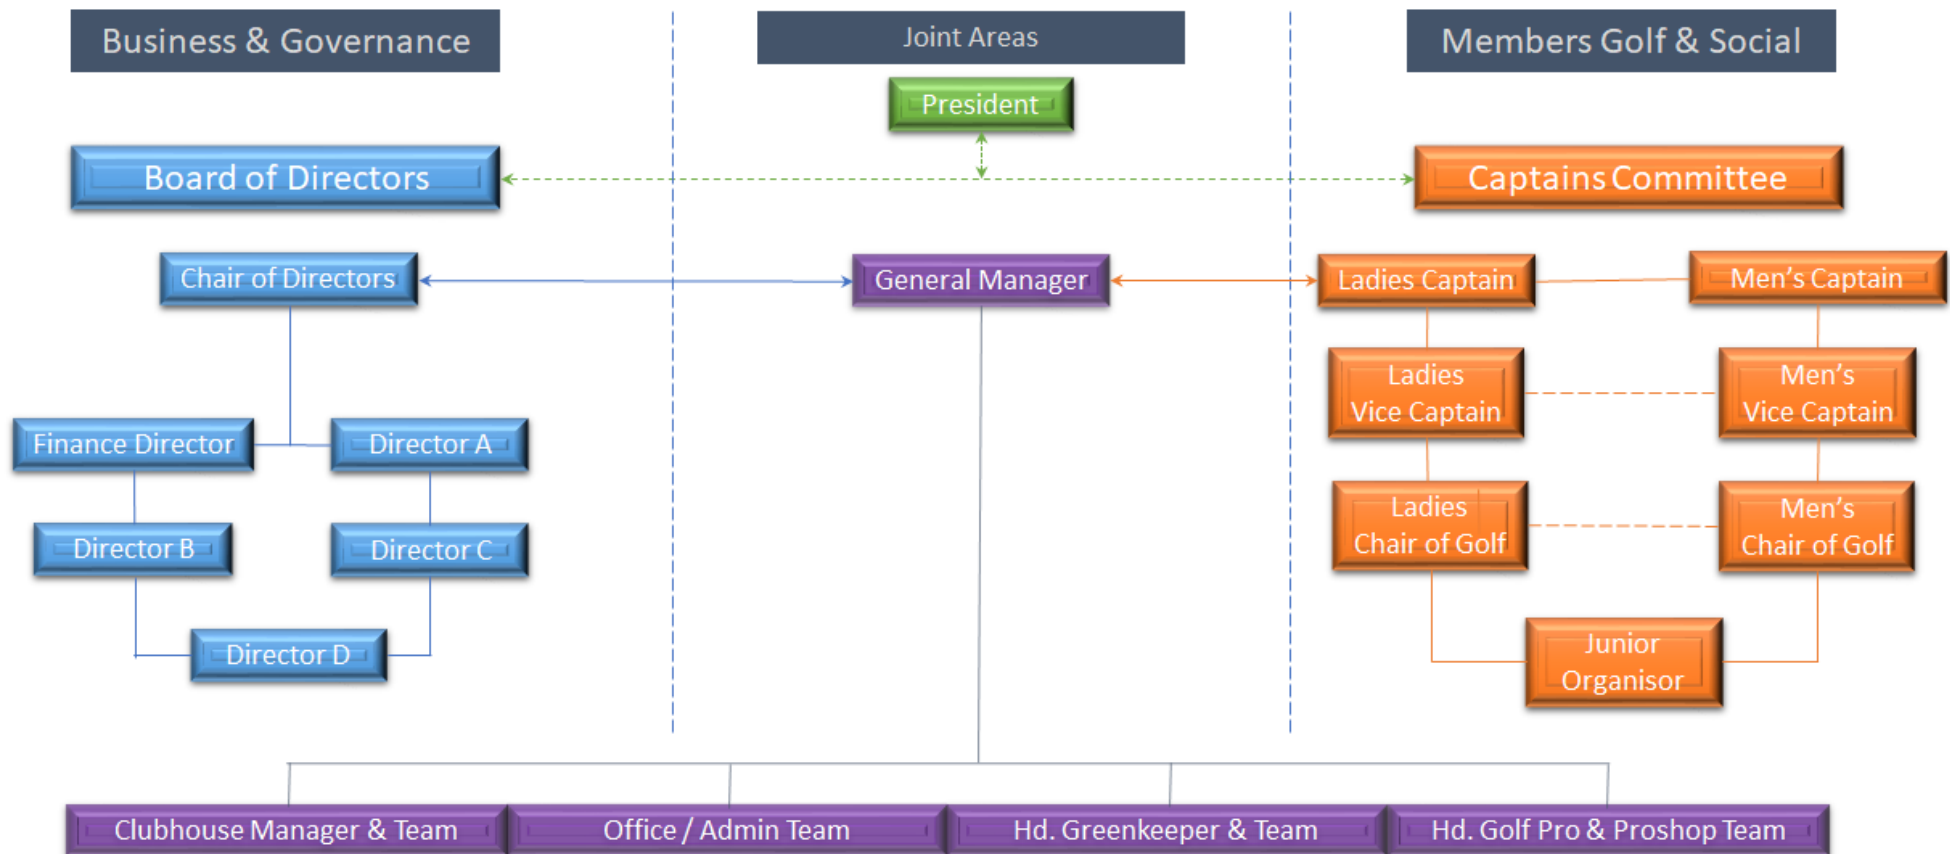 Business & Governance
Joint Areas
Members Golf & Social
President
Board of Directors
Captains Committee
Chair of Directors
General Manager
Ladies Captain
Men's Captain
Ladies
Vice Captain
Men's
Vice Captain
Finance Director
Director A
Ladies
Chair of Golf
Men's
Chair of Golf
Director B
Director C
Director D
Junior
Organisor
Clubhouse Manager & Team
Office / Admin Team
Hd. Greenkeeper & Team
Hd. Golf Pro & Proshop Team